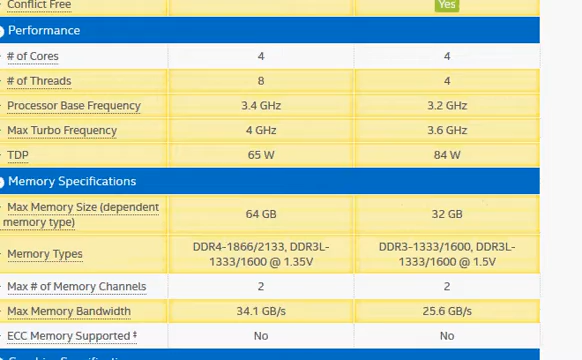 Conflict Free Yes
Performance
# of Cores 4 4
# of Threads 8 4
Processor Base Frequency 3.4 GHz 3.2 GHz
Max Turbo Frequency 4 GHz 3.6 GHz
TDP 65 W 84 W
Memory Specifications
Max Memory Size (dependent
memory type) 64 GB 32 GB
Memory Types DDR4-1866/2133, DDR3L- DDR3-1333/1600, DDR3L-
1333/1600 @ 1.35V 1333/1600 @ 1.5V
Max # of Memory Channels 2 2
Max Memory Bandwidth 34.1 GB/s 25.6 GB/s
ECC Memory Supported ‡ No No